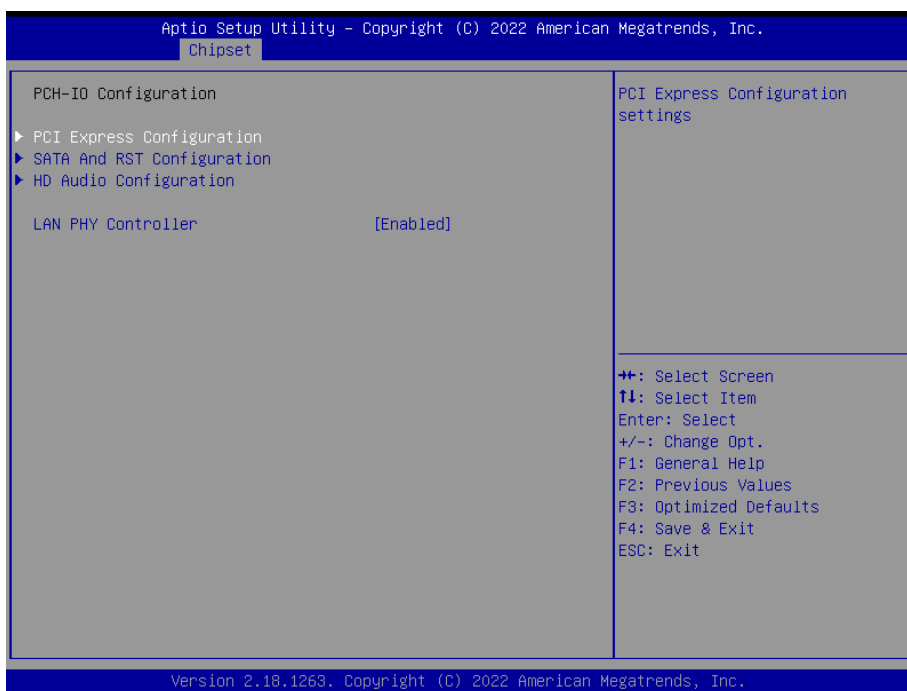 Aptio Setup Utility – Copyright (C) 2022 American Megatrends, Inc.
Chipset
PCH-IO Configuration
PCI Express Configuration
SATA And RST Configuration
HD Audio Configuration
LAN PHY Controller [Enabled]
PCI Express Configuration
settings
→←: Select Screen
↑↓: Select Item
Enter: Select
+/-: Change Opt.
F1: General Help
F2: Previous Values
F3: Optimized Defaults
F4: Save & Exit
ESC: Exit
Version 2.18.1263. Copyright (C) 2022 American Megatrends, Inc.